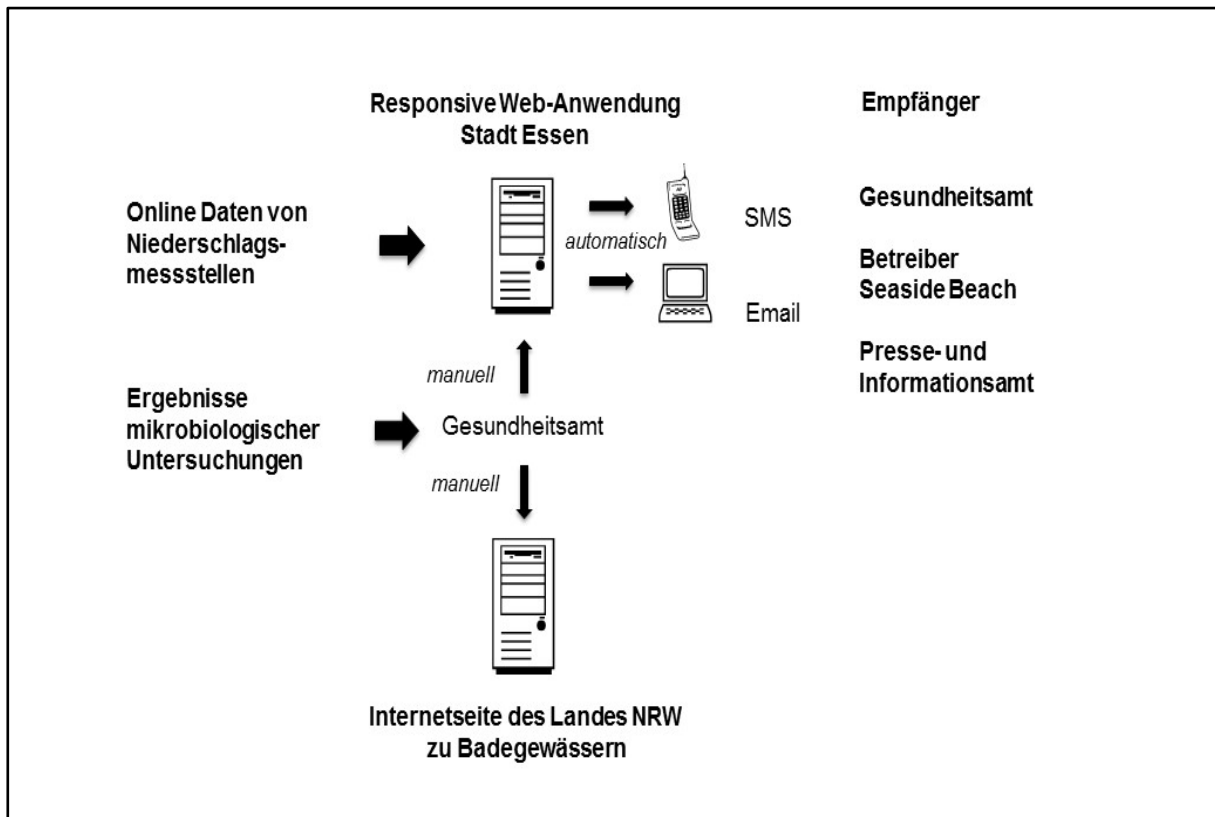 Responsive Web-Anwendung
Stadt Essen
Empfänger
Online Daten von
Niederschlags-
messstellen
automatisch
SMS
Email
Gesundheitsamt
Betreiber
Seaside Beach
Presse- und
Informationsamt
manuell
Ergebnisse
mikrobiologischer
Untersuchungen
Gesundheitsamt
manuell
Internetseite des Landes NRW
zu Badegewässern